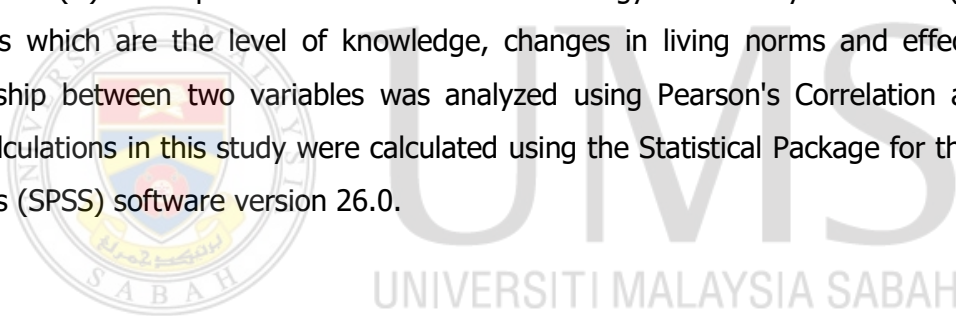 s which are the level of knowledge, changes in living norms and effec
ship between two variables was analyzed using Pearson's Correlation a
lculations in this study were calculated using the Statistical Package for th
s (SPSS) software version 26.0.
UMS
UNIVERSITI MALAYSIA SABAH
SABAH